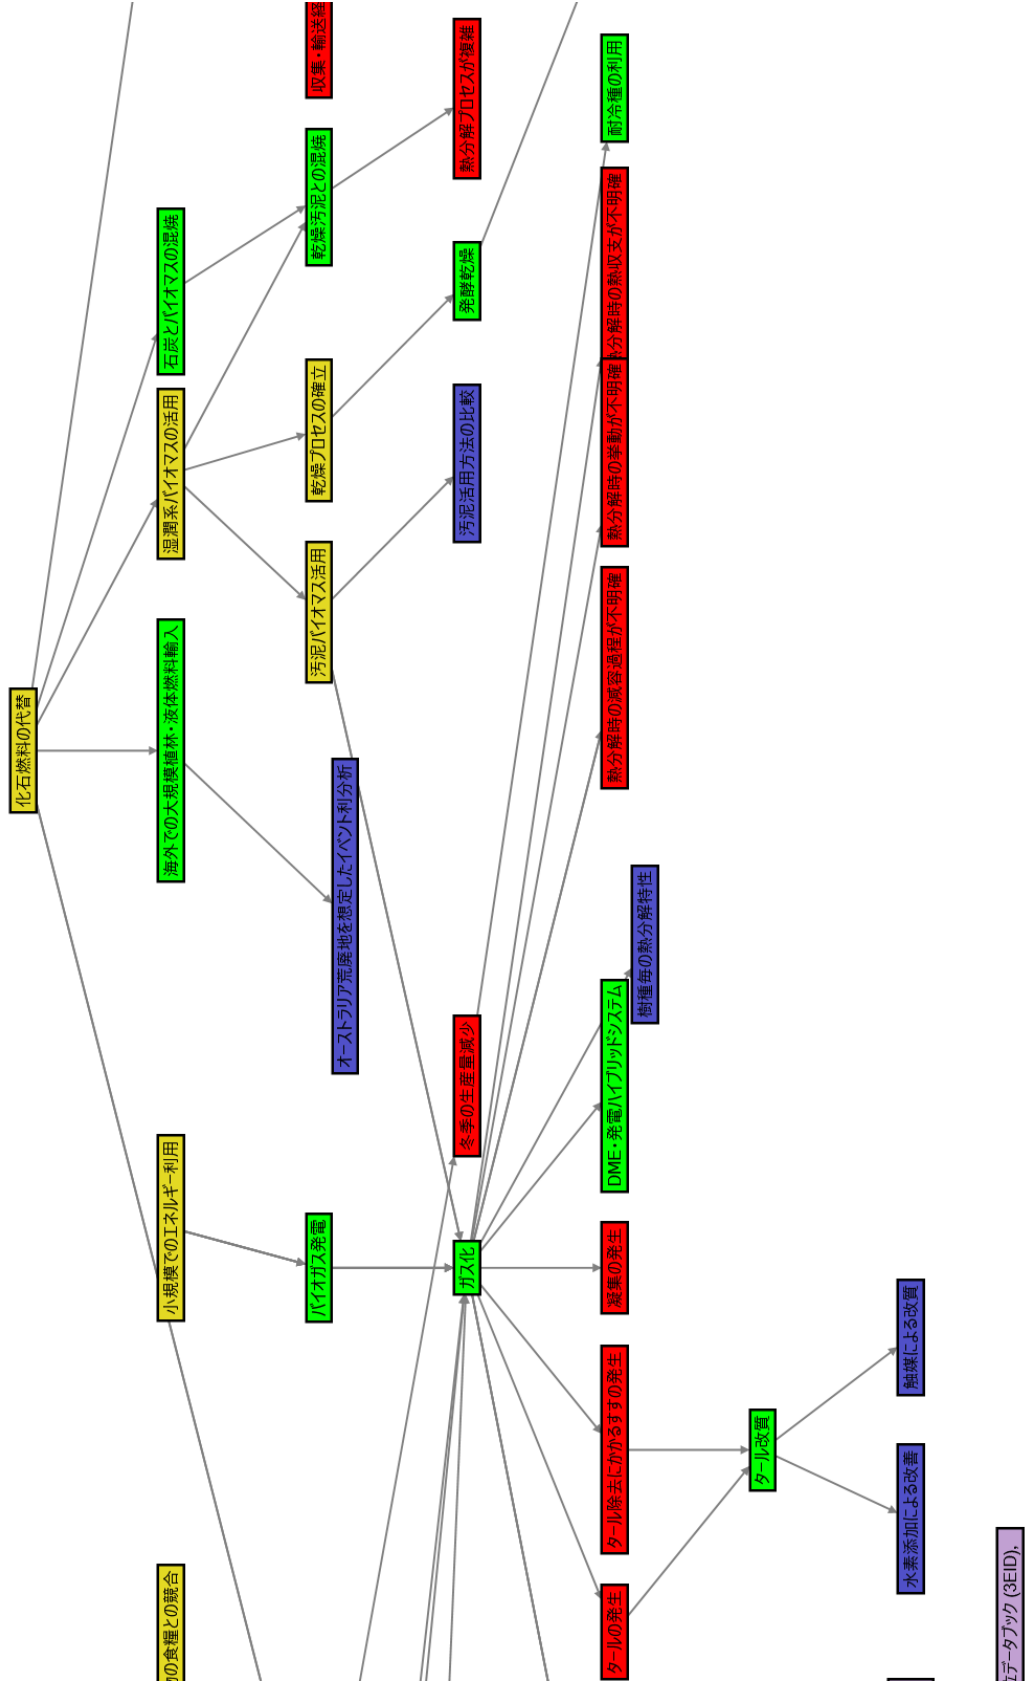 化石燃料の代替
石炭とバイオマスの混焼
湿潤系バイオマスの活用
海外での大規模植林・液体燃料輸入
小規模でのエネルギー利用
の食糧との競合
収集・輸送経
乾燥汚泥との混焼
乾燥プロセスの確立
汚泥バイオマス活用
オーストラリア荒廃地を想定したイベント利分析
バイオガス発電
熱分解プロセスが複雑
発酵乾燥
汚泥活用方法の比較
冬季の生産量減少
ガス化
耐冷種の利用
熱分解時の熱収支が不明確
熱分解時の挙動が不明確
熱分解時の減容過程が不明確
樹種毎の熱分解特性
DME・発電ハイブリッドシステム
凝集の発生
タール除去にかかるすすの発生
タールの発生
タール改質
触媒による改質
水素添加による改善
データブック (3EID),